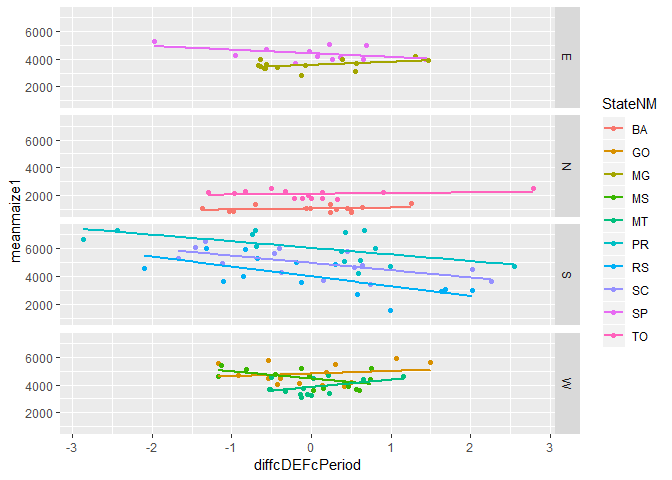 6000
4000
2000
E
6000
4000
2000
N
6000
4000
2000
S
6000
4000
2000
W
-3 -2 -1 0 1 2 3
diffcDEFcPeriod
meanmaize1
StateNM
BA
GO
MG
MS
MT
PR
RS
SC
SP
TO